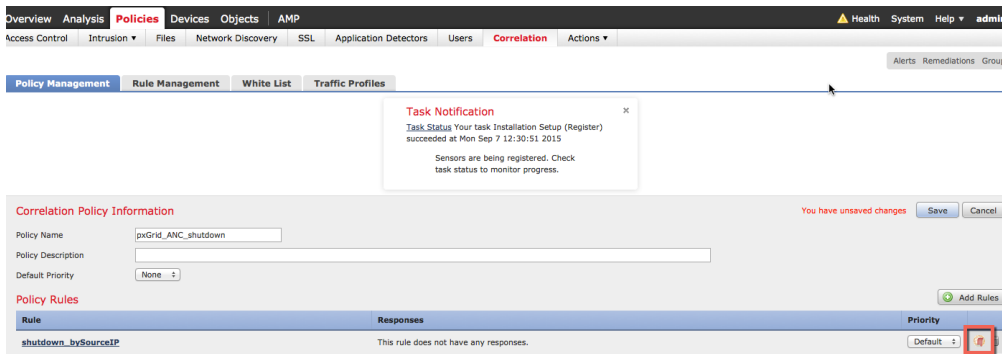 Overview Analysis Policies Devices Objects AMP Health System Help admin
Access Control Intrusion Files Network Discovery SSL Application Detectors Users Correlation Actions
Alerts Remediations Group
Policy Management Rule Management White List Traffic Profiles
Task Notification
Task Status Your task Installation Setup (Register)
succeeded at Mon Sep 7 12:30:51 2015
Sensors are being registered. Check
task status to monitor progress.
Correlation Policy Information You have unsaved changes Save Cancel
Policy Name pxGrid_ANC_shutdown
Policy Description
Default Priority None
Policy Rules Add Rules
Rule Responses Priority
shutdown_bySourceIP This rule does not have any responses. Default